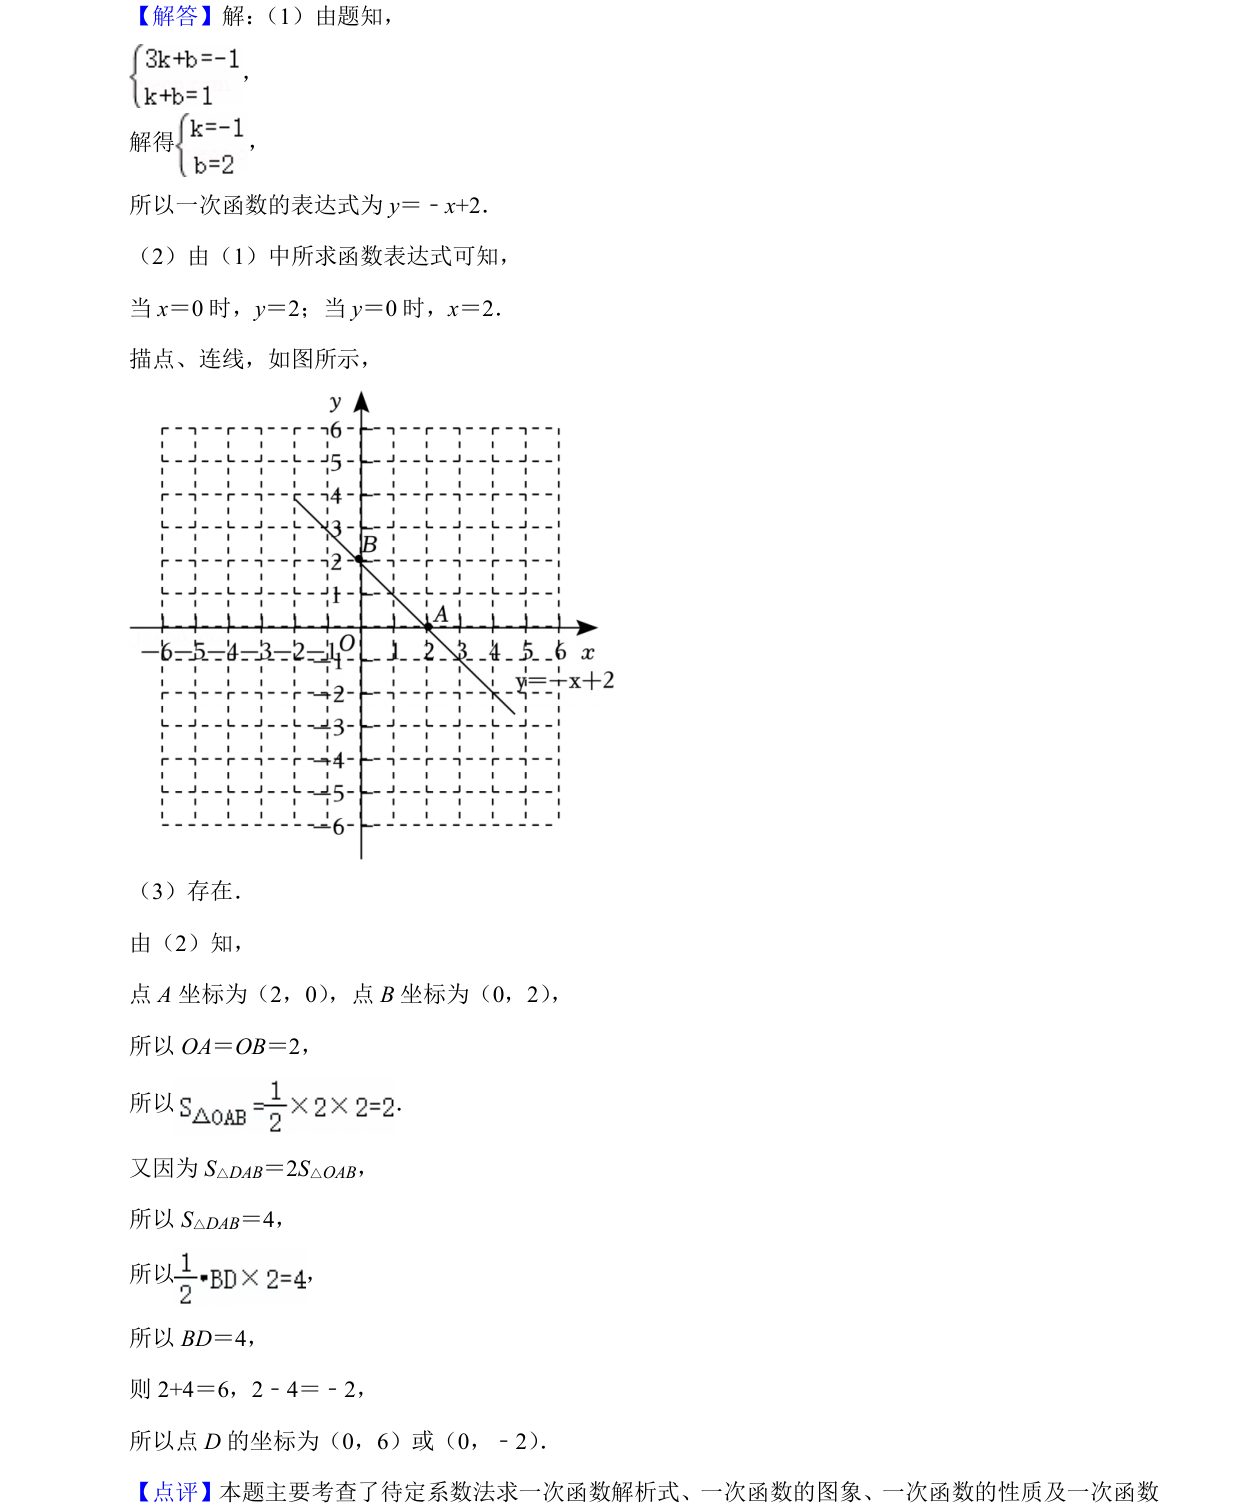 【解答】解：（1）由题知，
{3k+b=-1
k+b=1，
解得{k=-1
b=2，
所以一次函数的表达式为 y＝﹣x+2．
（2）由（1）中所求函数表达式可知，
当 x＝0 时，y＝2；当 y＝0 时，x＝2．
描点、连线，如图所示，
y
6
5
4
3
B
2
1
A
O
−6 −5 −4 −3 −2 −1 1 2 3 4 5 6 x
−1
y=−x+2
−2
−3
−4
−5
−6
（3）存在．
由（2）知，
点 A 坐标为（2，0），点 B 坐标为（0，2），
所以 OA＝OB＝2，
所以 S△OAB=1/2×2×2=2．
又因为 S△DAB＝2S△OAB，
所以 S△DAB＝4，
所以 1/2•BD×2=4，
所以 BD＝4，
则 2+4＝6，2﹣4＝﹣2，
所以点 D 的坐标为（0，6）或（0，﹣2）．
【点评】本题主要考查了待定系数法求一次函数解析式、一次函数的图象、一次函数的性质及一次函数